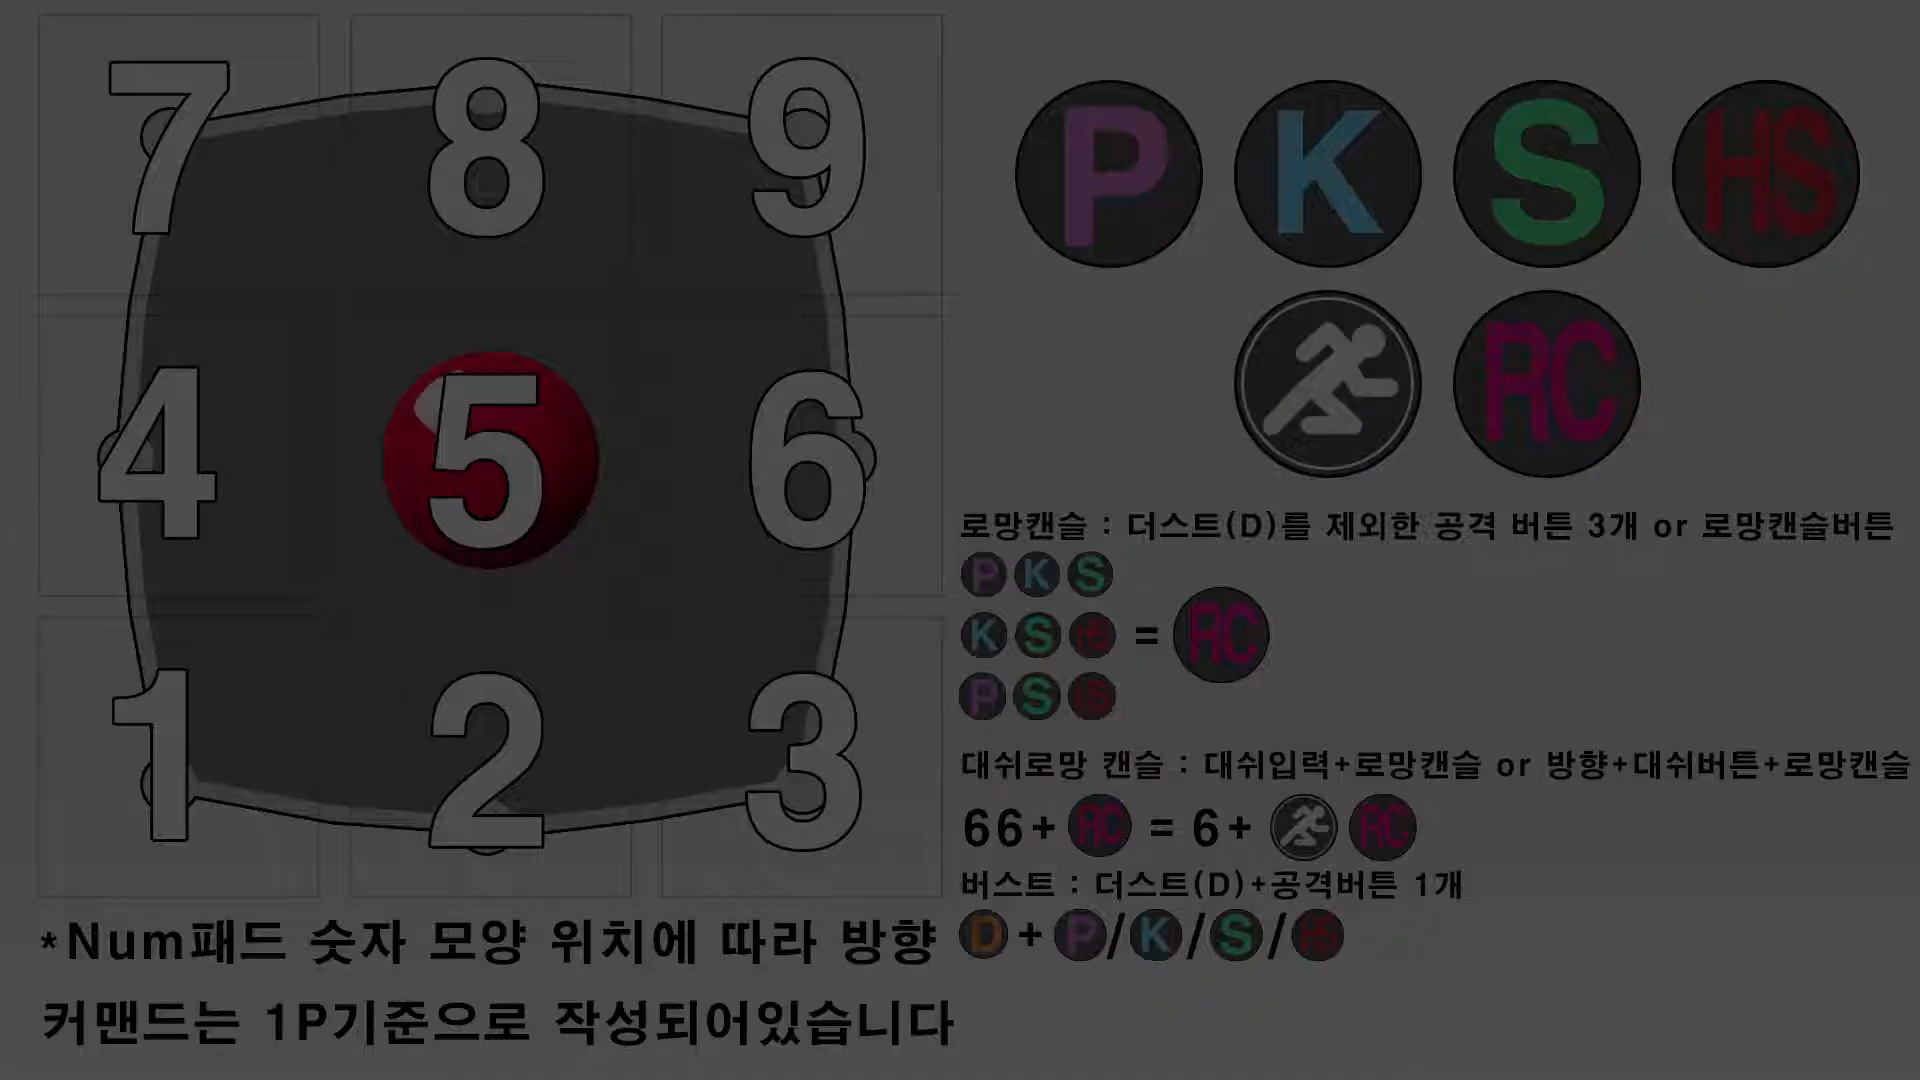 7 8 9
4 5 6
1 2 3
*Num패드 숫자 모양 위치에 따라 방향
커맨드는 1P기준으로 작성되어있습니다
P K S HS
RC
로망캔슬 : 더스트(D)를 제외한 공격 버튼 3개 or 로망캔슬버튼
P K S
K S HS = RC
P S HS
대쉬로망 캔슬 : 대쉬입력+로망캔슬 or 방향+대쉬버튼+로망캔슬
66+ RC = 6+ RC
버스트 : 더스트(D)+공격버튼 1개
D + P / K / S / HS